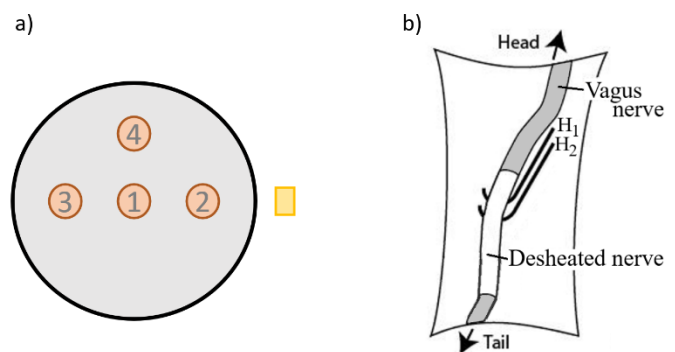 a)
4
3 1 2
b)
Head
Vagus
nerve
H₁
H₂
Desheated nerve
Tail